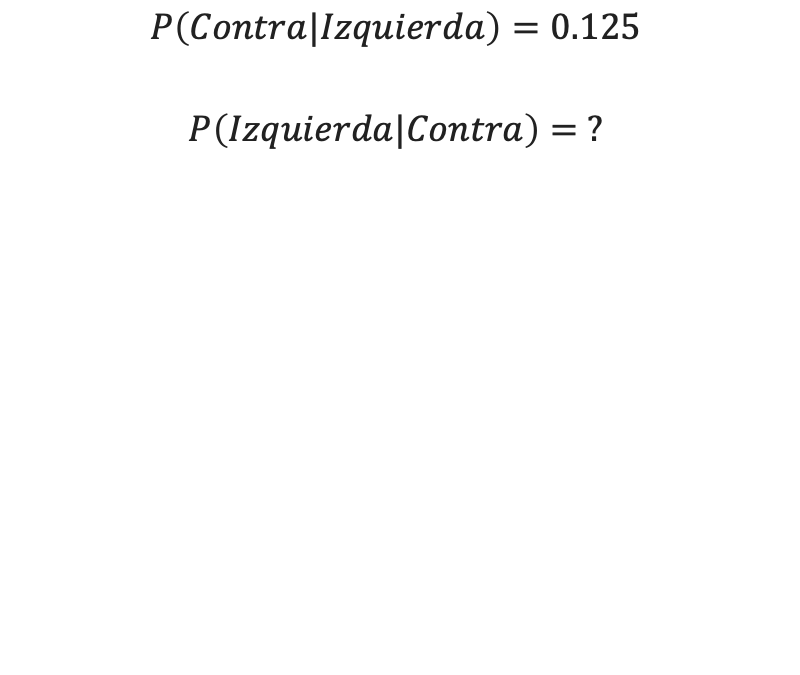 P(Contra|Izquierda) = 0.125
P(Izquierda|Contra) = ?